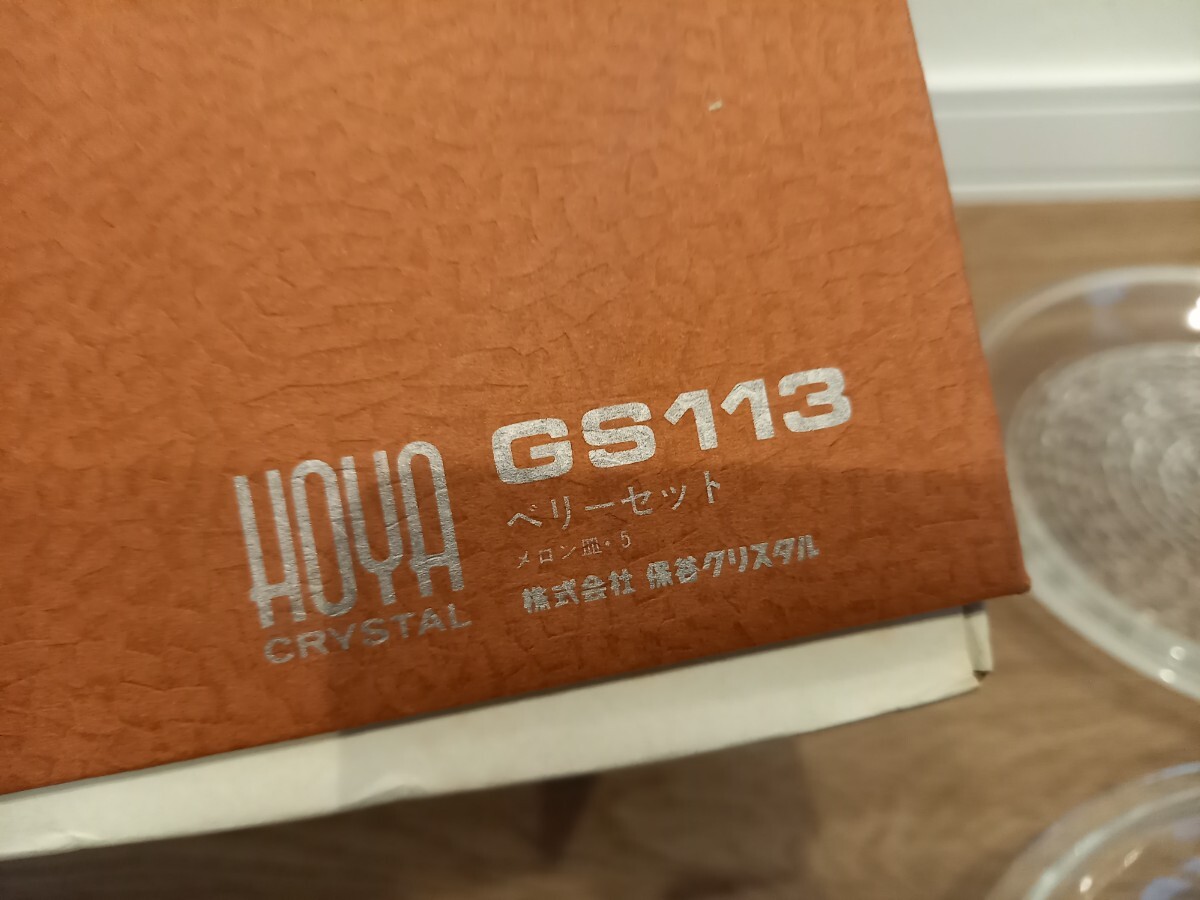 HOYA
CRYSTAL
GS113
ベリーセット
メロン皿・5
株式会社 保谷クリスタル